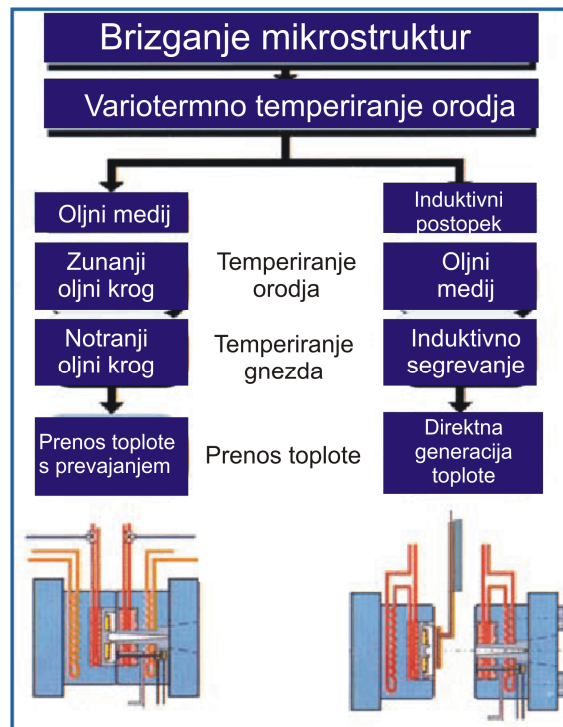 Brizganje mikrostruktur
Variotermno temperiranje orodja
Oljni medij
Induktivni
postopek
Zunanji
oljni krog
Temperiranje
orodja
Oljni
medij
Notranji
oljni krog
Temperiranje
gnezda
Induktivno
segrevanje
Prenos toplote
s prevajanjem
Prenos toplote
Direktna
generacija
toplote